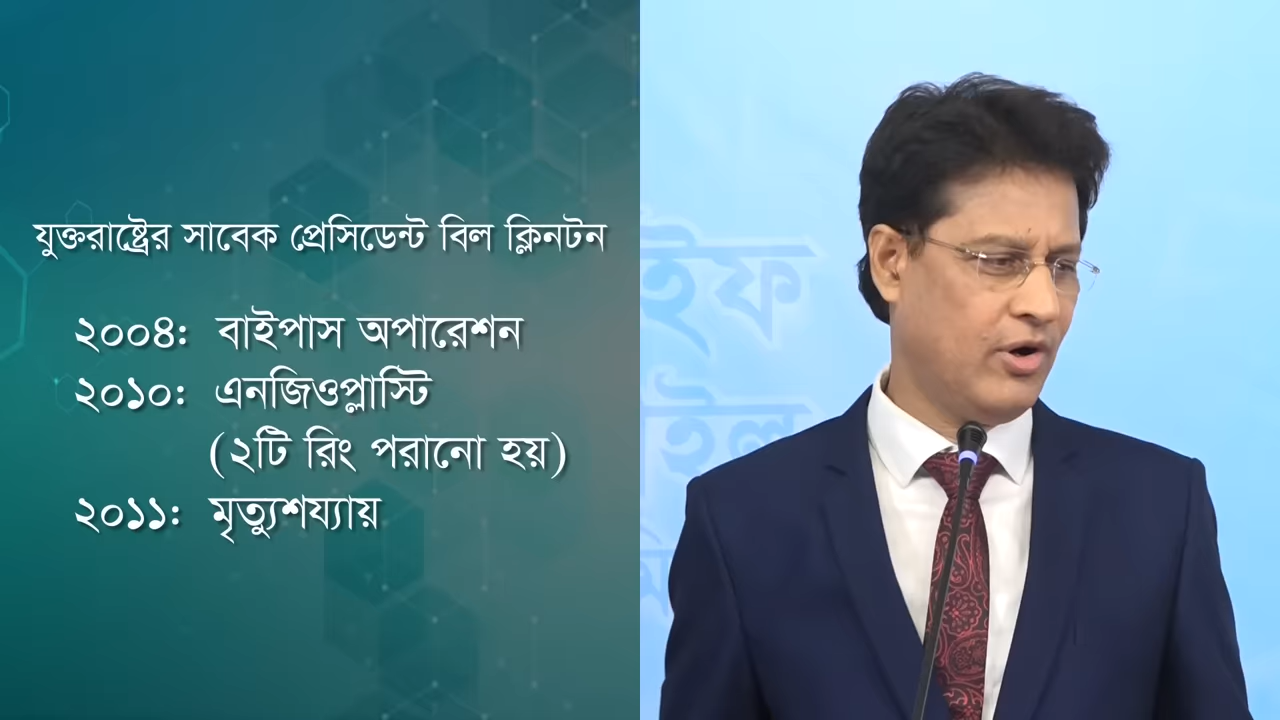 যুক্তরাষ্ট্রের সাবেক প্রেসিডেন্ট বিল ক্লিনটন
২০০৪: বাইপাস অপারেশন
২০১০: এনজিওপ্লাস্টি
(২টি রিং পরানো হয়)
২০১১: মৃত্যুশয্যায়